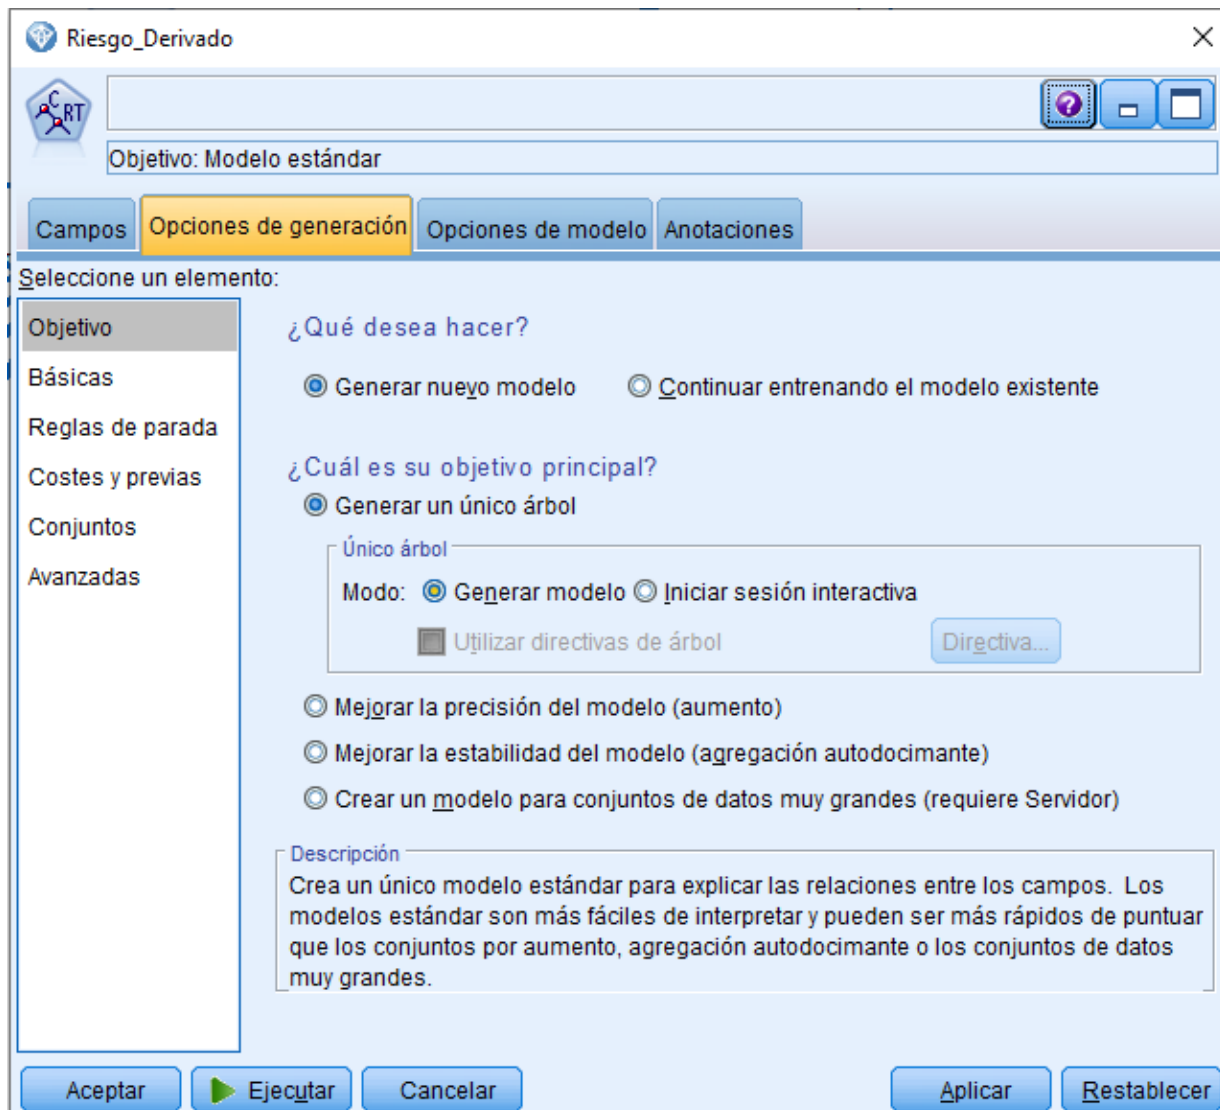 Riesgo_Derivado
C RT
Objetivo: Modelo estándar
Campos Opciones de generación Opciones de modelo Anotaciones
Seleccione un elemento:
Objetivo
Básicas
Reglas de parada
Costes y previas
Conjuntos
Avanzadas
¿Qué desea hacer?
Generar nuevo modelo Continuar entrenando el modelo existente
¿Cuál es su objetivo principal?
Generar un único árbol
Único árbol
Modo: Generar modelo Iniciar sesión interactiva
Utilizar directivas de árbol Directiva...
Mejorar la precisión del modelo (aumento)
Mejorar la estabilidad del modelo (agregación autodocimante)
Crear un modelo para conjuntos de datos muy grandes (requiere Servidor)
Descripción
Crea un único modelo estándar para explicar las relaciones entre los campos. Los
modelos estándar son más fáciles de interpretar y pueden ser más rápidos de puntuar
que los conjuntos por aumento, agregación autodocimante o los conjuntos de datos
muy grandes.
Aceptar Ejecutar Cancelar Aplicar Restablecer